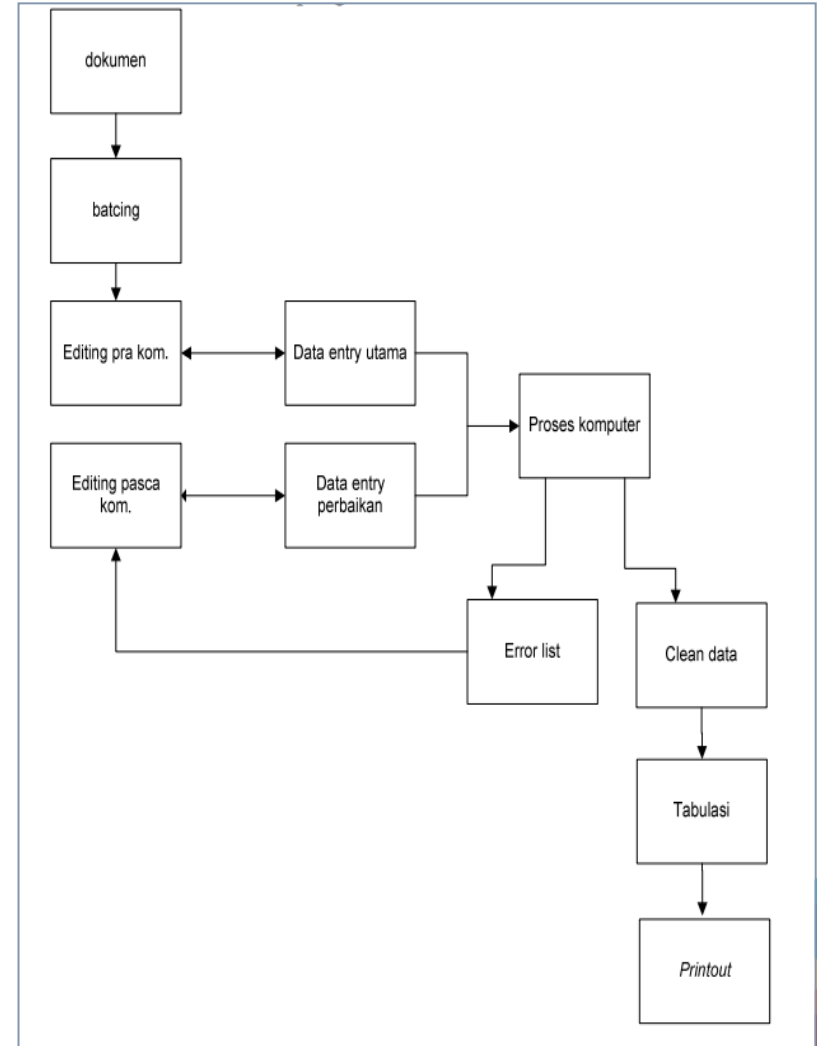 dokumen
batcing
Editing pra kom.
Data entry utama
Proses komputer
Editing pasca
kom.
Data entry
perbaikan
Error list
Clean data
Tabulasi
Printout